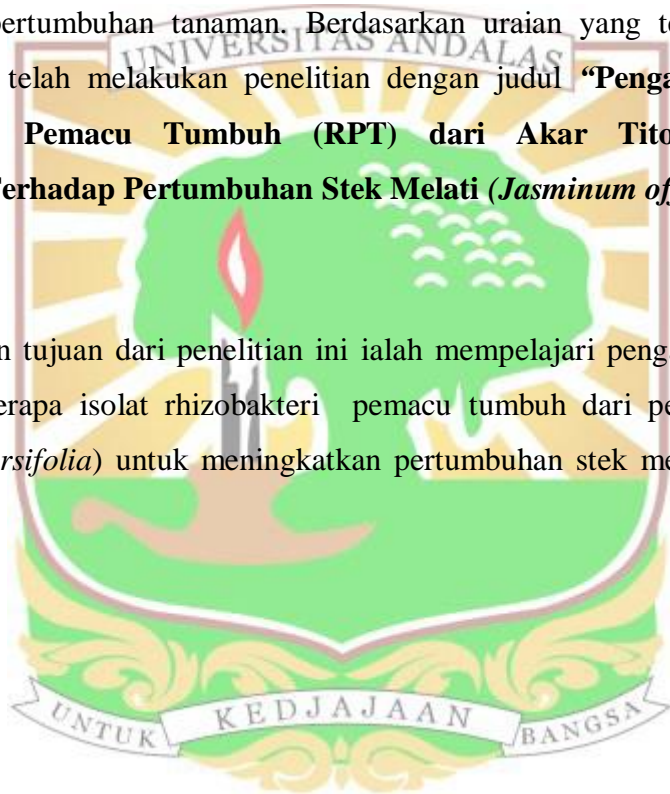 pertumbuhan tanaman. Berdasarkan uraian yang te
UNIVERSITAS ANDALAS
telah melakukan penelitian dengan judul “Penga
Pemacu Tumbuh (RPT) dari Akar Tito
Terhadap Pertumbuhan Stek Melati (Jasminum of
n tujuan dari penelitian ini ialah mempelajari peng
erapa isolat rhizobakteri pemacu tumbuh dari pe
rsifolia) untuk meningkatkan pertumbuhan stek me
UNTUK KEDJAJAAN BANGSA